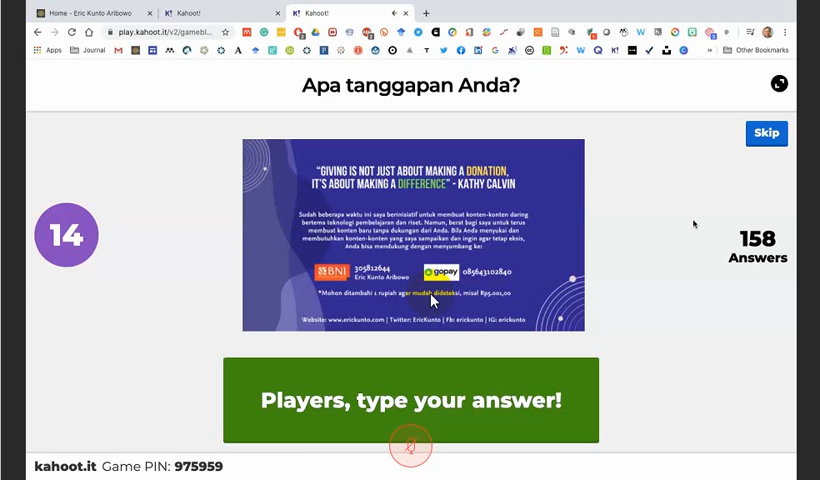 Home - Eric Kunto Aribowo
Kahoot!
Kahoot!
play.kahoot.it/v2/gamebl...
Apps
Journal
Other Bookmarks
Apa tanggapan Anda?
Skip
14
"GIVING IS NOT JUST ABOUT MAKING A DONATION,
IT'S ABOUT MAKING A DIFFERENCE" - KATHY CALVIN
Sudah beberapa waktu ini saya berinisiatif untuk membuat konten-konten daring
bertema teknologi pembelajaran dan riset. Namun, berat bagi saya untuk terus
membuat konten baru tanpa dukungan dari Anda. Bila Anda menyukai dan
membutuhkan konten-konten yang saya sampaikan dan ingin agar tetap eksis,
Anda bisa mendukung dengan menyumbang ke:
BNI
305812644
Eric Kunto Aribowo
gopay
085643102840
*Mohon ditambahi 1 rupiah agar mudah dideteksi, misal Rp5.001,00
Website: www.erickunto.com | Twitter: EricKunto | Fb: erickunto | IG: erickunto
158
Answers
Players, type your answer!
kahoot.it Game PIN: 975959